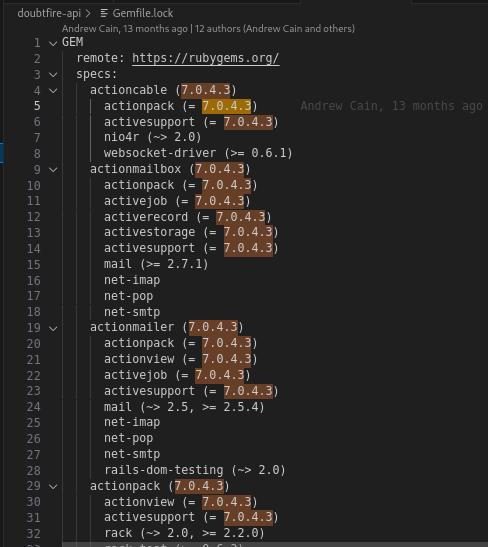 doubtfire-api > Gemfile.lock
Andrew Cain, 13 months ago | 12 authors (Andrew Cain and others)
1 GEM
2 remote: https://rubygems.org/
3 specs:
4 actioncable (7.0.4.3)
5 actionpack (= 7.0.4.3) Andrew Cain, 13 months ago
6 activesupport (= 7.0.4.3)
7 nio4r (~> 2.0)
8 websocket-driver (>= 0.6.1)
9 actionmailbox (7.0.4.3)
10 actionpack (= 7.0.4.3)
11 activejob (= 7.0.4.3)
12 activerecord (= 7.0.4.3)
13 activestorage (= 7.0.4.3)
14 activesupport (= 7.0.4.3)
15 mail (>= 2.7.1)
16 net-imap
17 net-pop
18 net-smtp
19 actionmailer (7.0.4.3)
20 actionpack (= 7.0.4.3)
21 actionview (= 7.0.4.3)
22 activejob (= 7.0.4.3)
23 activesupport (= 7.0.4.3)
24 mail (~> 2.5, >= 2.5.4)
25 net-imap
26 net-pop
27 net-smtp
28 rails-dom-testing (~> 2.0)
29 actionpack (7.0.4.3)
30 actionview (= 7.0.4.3)
31 activesupport (= 7.0.4.3)
32 rack (~> 2.0, >= 2.2.0)